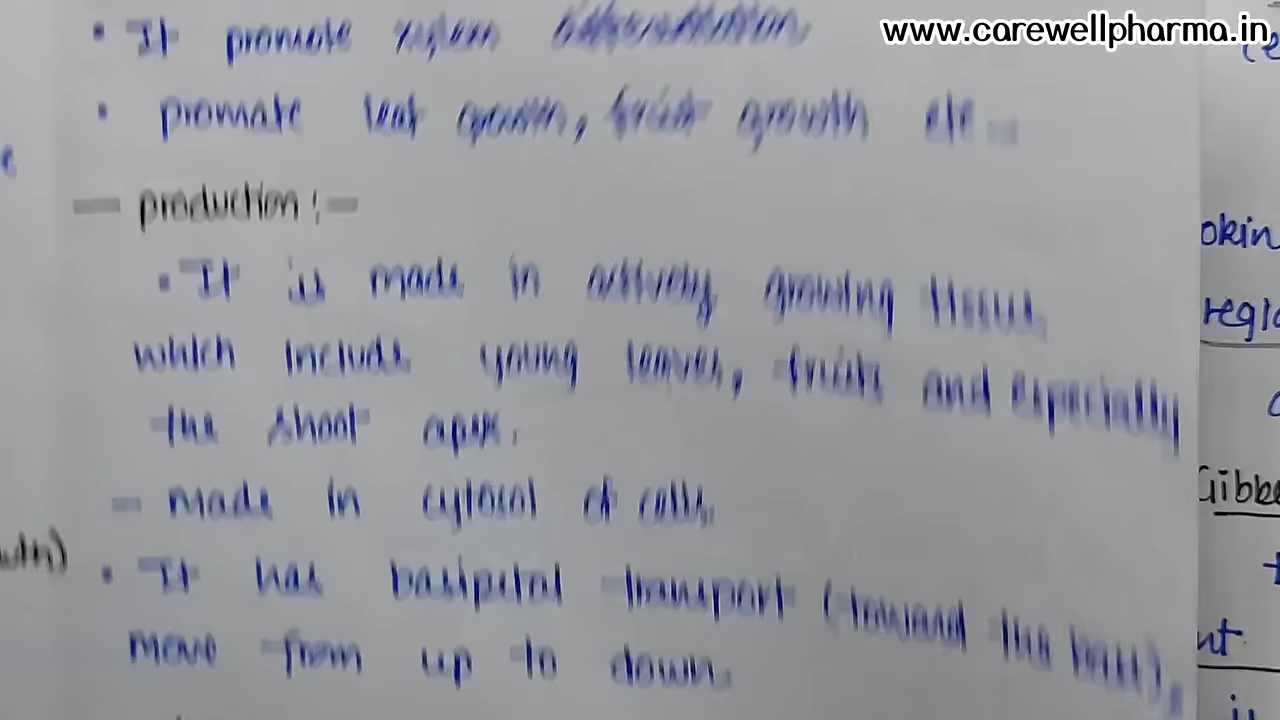 www.carewellpharma.in
• It promote xylem differentiation
• promote leaf growth, fruit growth etc
— production :—
• It is made in actively growing tissue
which include young leaves, fruits and especially
the shoot apex.
— made in cytosol of cells
• It has basipetal transport (toward the base),
move from up to down.
okin
regio
Gibbe